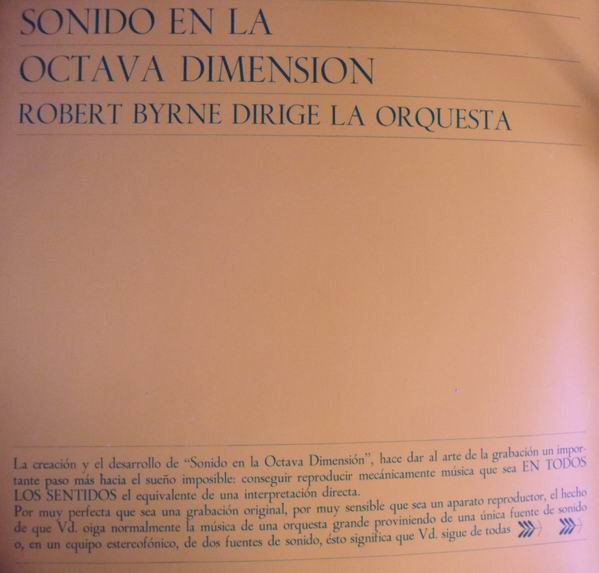 SONIDO EN LA
OCTAVA DIMENSION
ROBERT BYRNE DIRIGE LA ORQUESTA
La creación y el desarrollo de “Sonido en la Octava Dimensión”, hace dar al arte de la grabación un impor-
tante paso más hacia el sueño imposible: conseguir reproducir mecánicamente música que sea EN TODOS
LOS SENTIDOS el equivalente de una interpretación directa.
Por muy perfecta que sea una grabación original, por muy sensible que sea un aparato reproductor, el hecho
de que Vd. oiga normalmente la música de una orquesta grande proviniendo de una única fuente de sonido
o, en un equipo estereofónico, de dos fuentes de sonido, ésto significa que Vd. sigue de todas